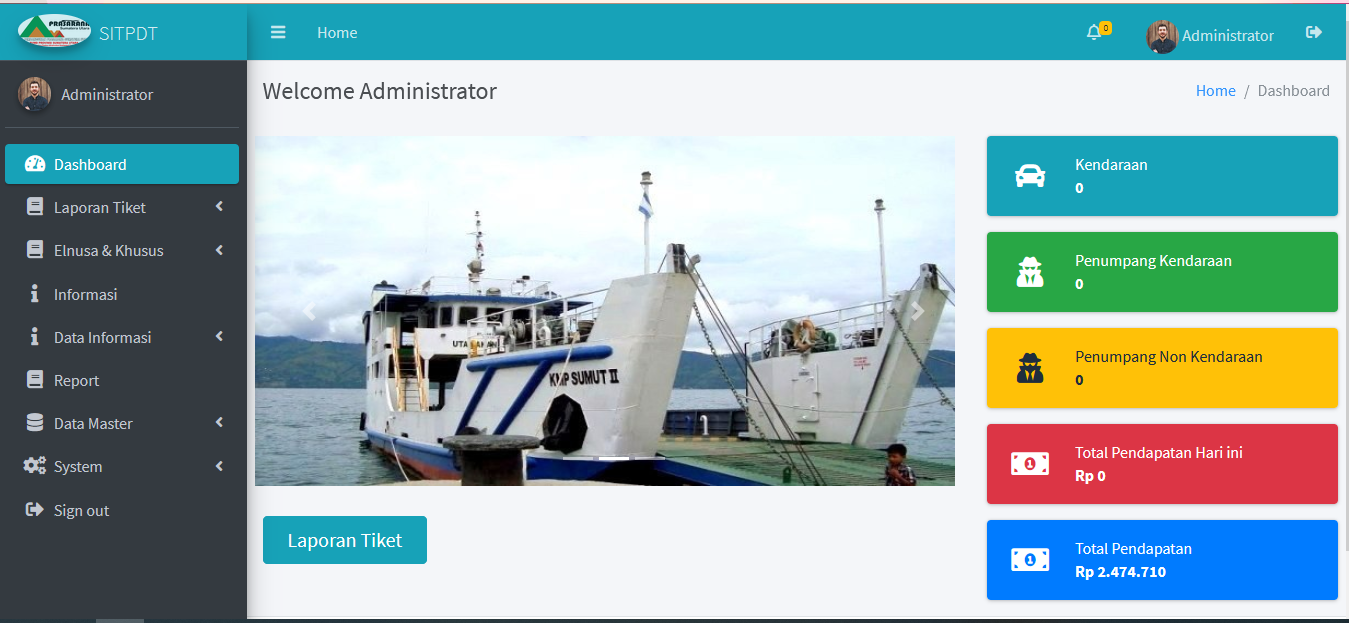 PRASARANA
Sumatera Utara
SITPDT
Home
0
Administrator
Administrator
Welcome Administrator
Home / Dashboard
Dashboard
Laporan Tiket
Elnusa & Khusus
Informasi
Data Informasi
Report
Data Master
System
Sign out
KMP SUMUT II
Laporan Tiket
Kendaraan
0
Penumpang Kendaraan
0
Penumpang Non Kendaraan
0
Total Pendapatan Hari ini
Rp 0
Total Pendapatan
Rp 2.474.710